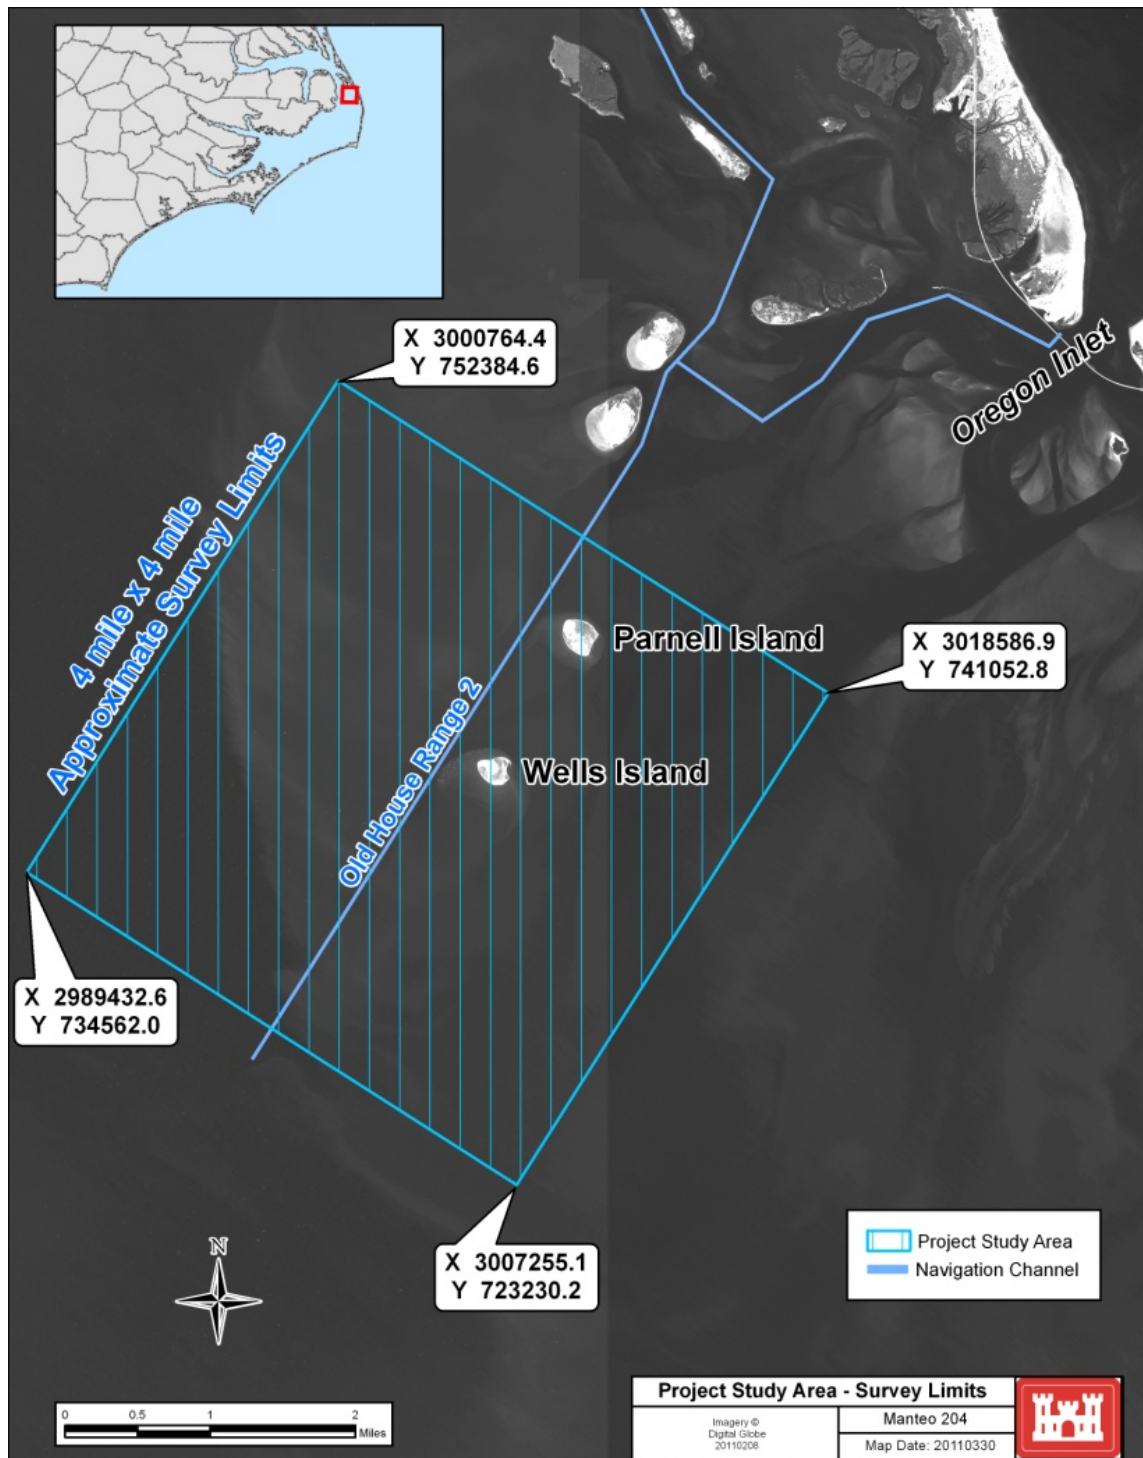 X 3000764.4
Y 752384.6
Oregon Inlet
4 mile x 4 mile
Approximate Survey Limits
Parnell Island
X 3018586.9
Y 741052.8
Old House Range 2
Wells Island
X 2989432.6
Y 734562.0
X 3007255.1
Y 723230.2
N
Project Study Area
Navigation Channel
0 0.5 1 2
Miles
Project Study Area - Survey Limits
Imagery ©
Digital Globe
20110208
Manteo 204
Map Date: 20110330